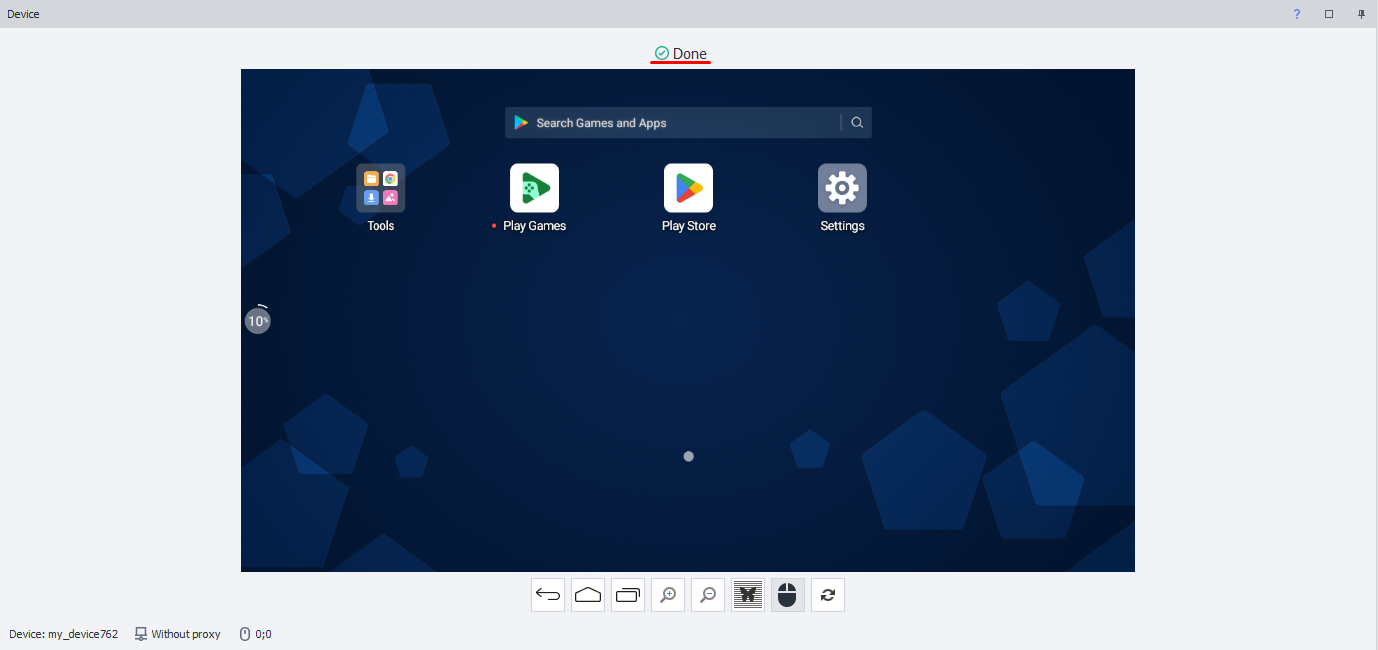 Device
?
Done
Search Games and Apps
Tools
Play Games
Play Store
Settings
10%
Device: my_device762
Without proxy
0;0